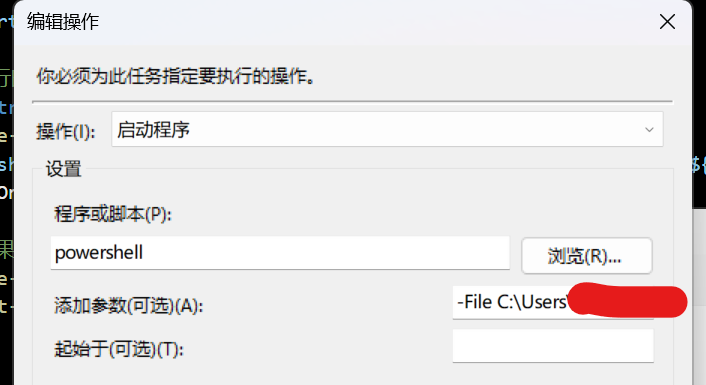 编辑操作
你必须为此任务指定要执行的操作。
操作(I):
启动程序
设置
程序或脚本(P):
powershell
浏览(R)...
添加参数(可选)(A):
-File C:\Users\
起始于(可选)(T):